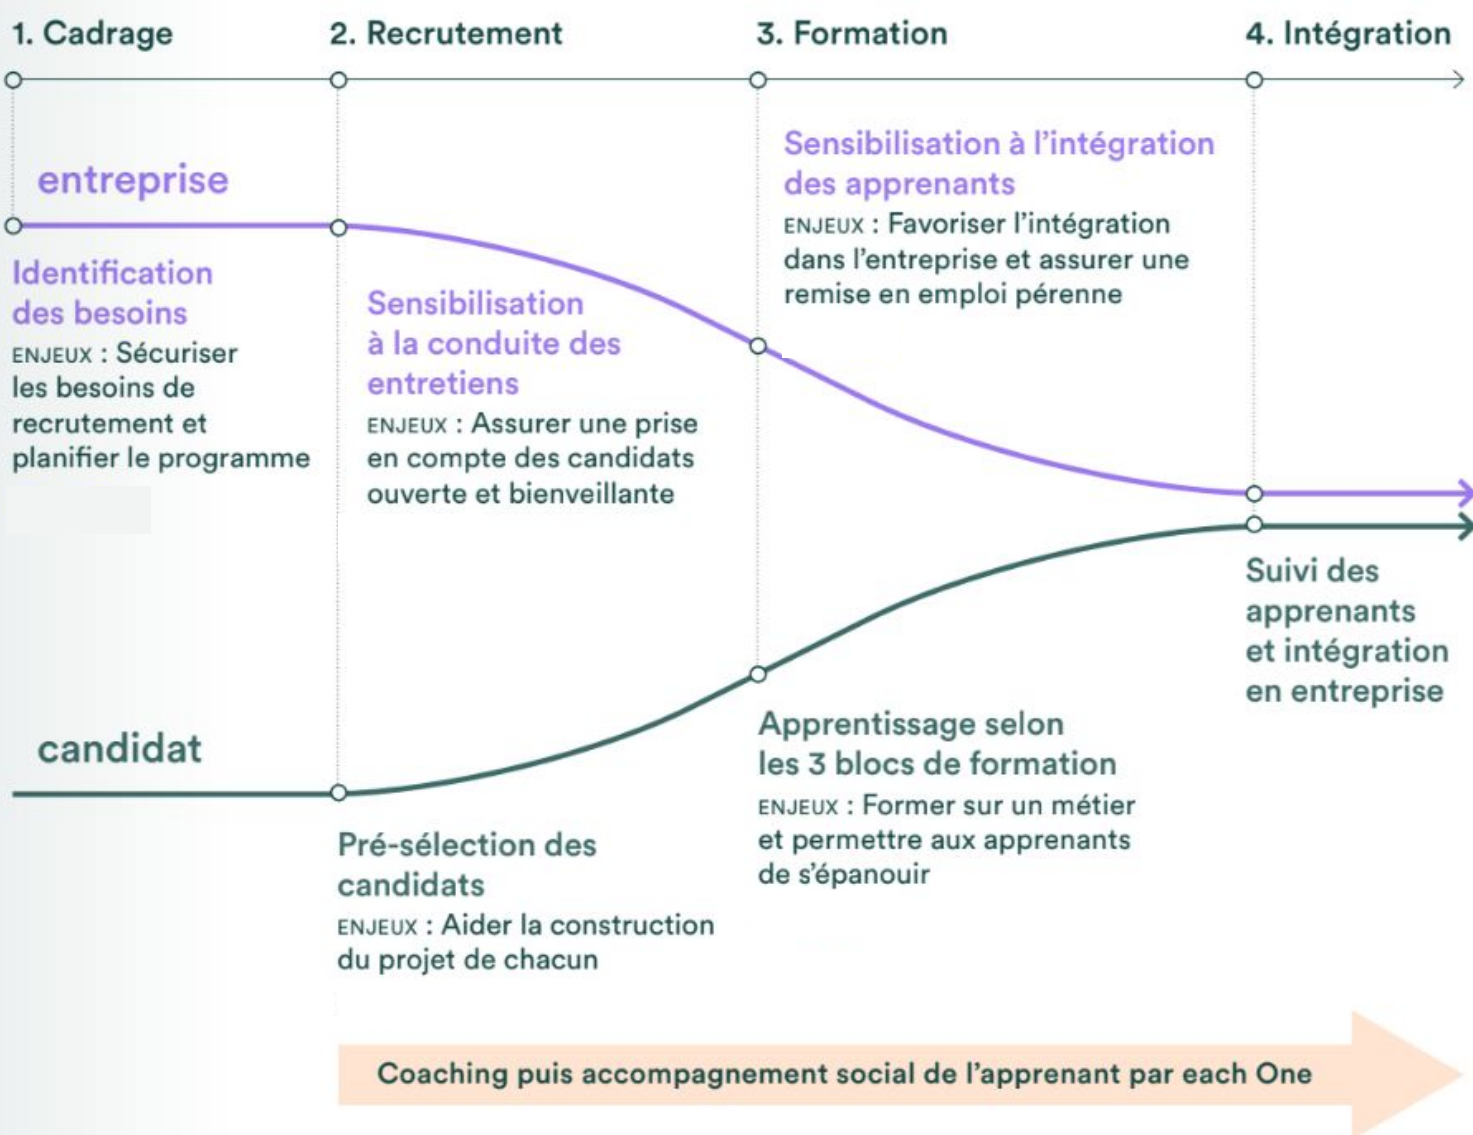 1. Cadrage
2. Recrutement
3. Formation
4. Intégration
entreprise
Identification
des besoins
ENJEUX : Sécuriser
les besoins de
recrutement et
planifier le programme
Sensibilisation
à la conduite des
entretiens
ENJEUX : Assurer une prise
en compte des candidats
ouverte et bienveillante
Sensibilisation à l’intégration
des apprenants
ENJEUX : Favoriser l’intégration
dans l’entreprise et assurer une
remise en emploi pérenne
candidat
Pré-sélection des
candidats
ENJEUX : Aider la construction
du projet de chacun
Apprentissage selon
les 3 blocs de formation
ENJEUX : Former sur un métier
et permettre aux apprenants
de s’épanouir
Suivi des
apprenants
et intégration
en entreprise
Coaching puis accompagnement social de l’apprenant par each One